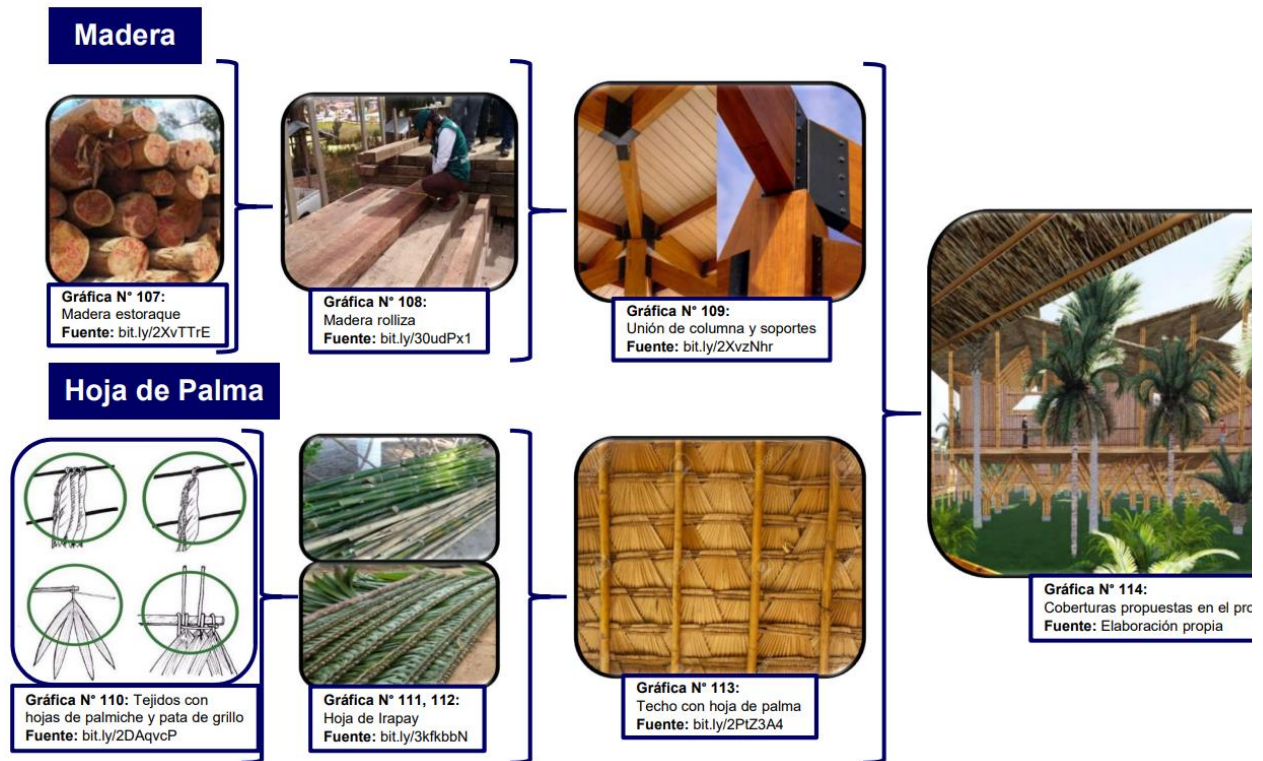 Madera
Gráfica N° 107:
Madera estoraque
Fuente: bit.ly/2XvTTrE
Gráfica N° 108:
Madera rolliza
Fuente: bit.ly/30udPx1
Gráfica N° 109:
Unión de columna y soportes
Fuente: bit.ly/2XvzNhr
Hoja de Palma
Gráfica N° 110: Tejidos con
hojas de palmiche y pata de grillo
Fuente: bit.ly/2DAqvcP
Gráfica N° 111, 112:
Hoja de Irapay
Fuente: bit.ly/3kfkbbN
Gráfica N° 113:
Techo con hoja de palma
Fuente: bit.ly/2PtZ3A4
Gráfica N° 114:
Coberturas propuestas en el pro
Fuente: Elaboración propia